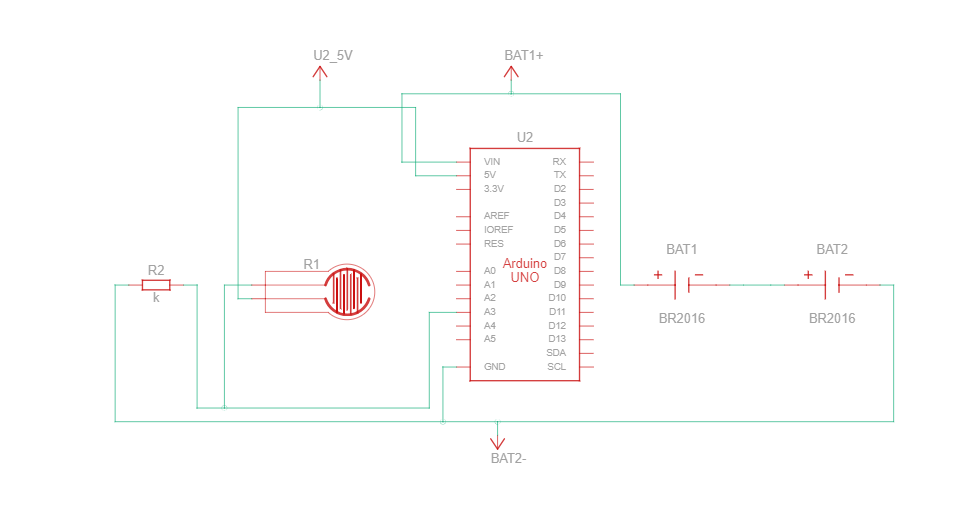 U2_5V
BAT1+
U2
VIN RX
5V TX
3.3V D2
D3
AREF D4
IOREF D5
RES D6
D7
Arduino
UNO
A0 D8
A1 D9
A2 D10
A3 D11
A4 D12
A5 D13
SDA
GND SCL
R1
R2
k
BAT1
+ −
BR2016
BAT2
+ −
BR2016
BAT2-